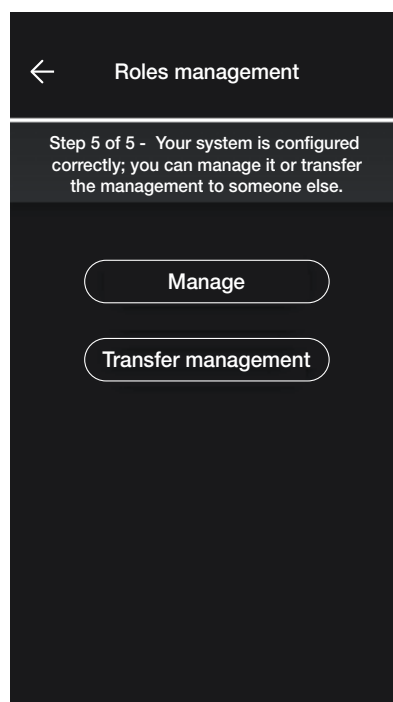 Roles management
Step 5 of 5 - Your system is configured
correctly; you can manage it or transfer
the management to someone else.
Manage
Transfer management